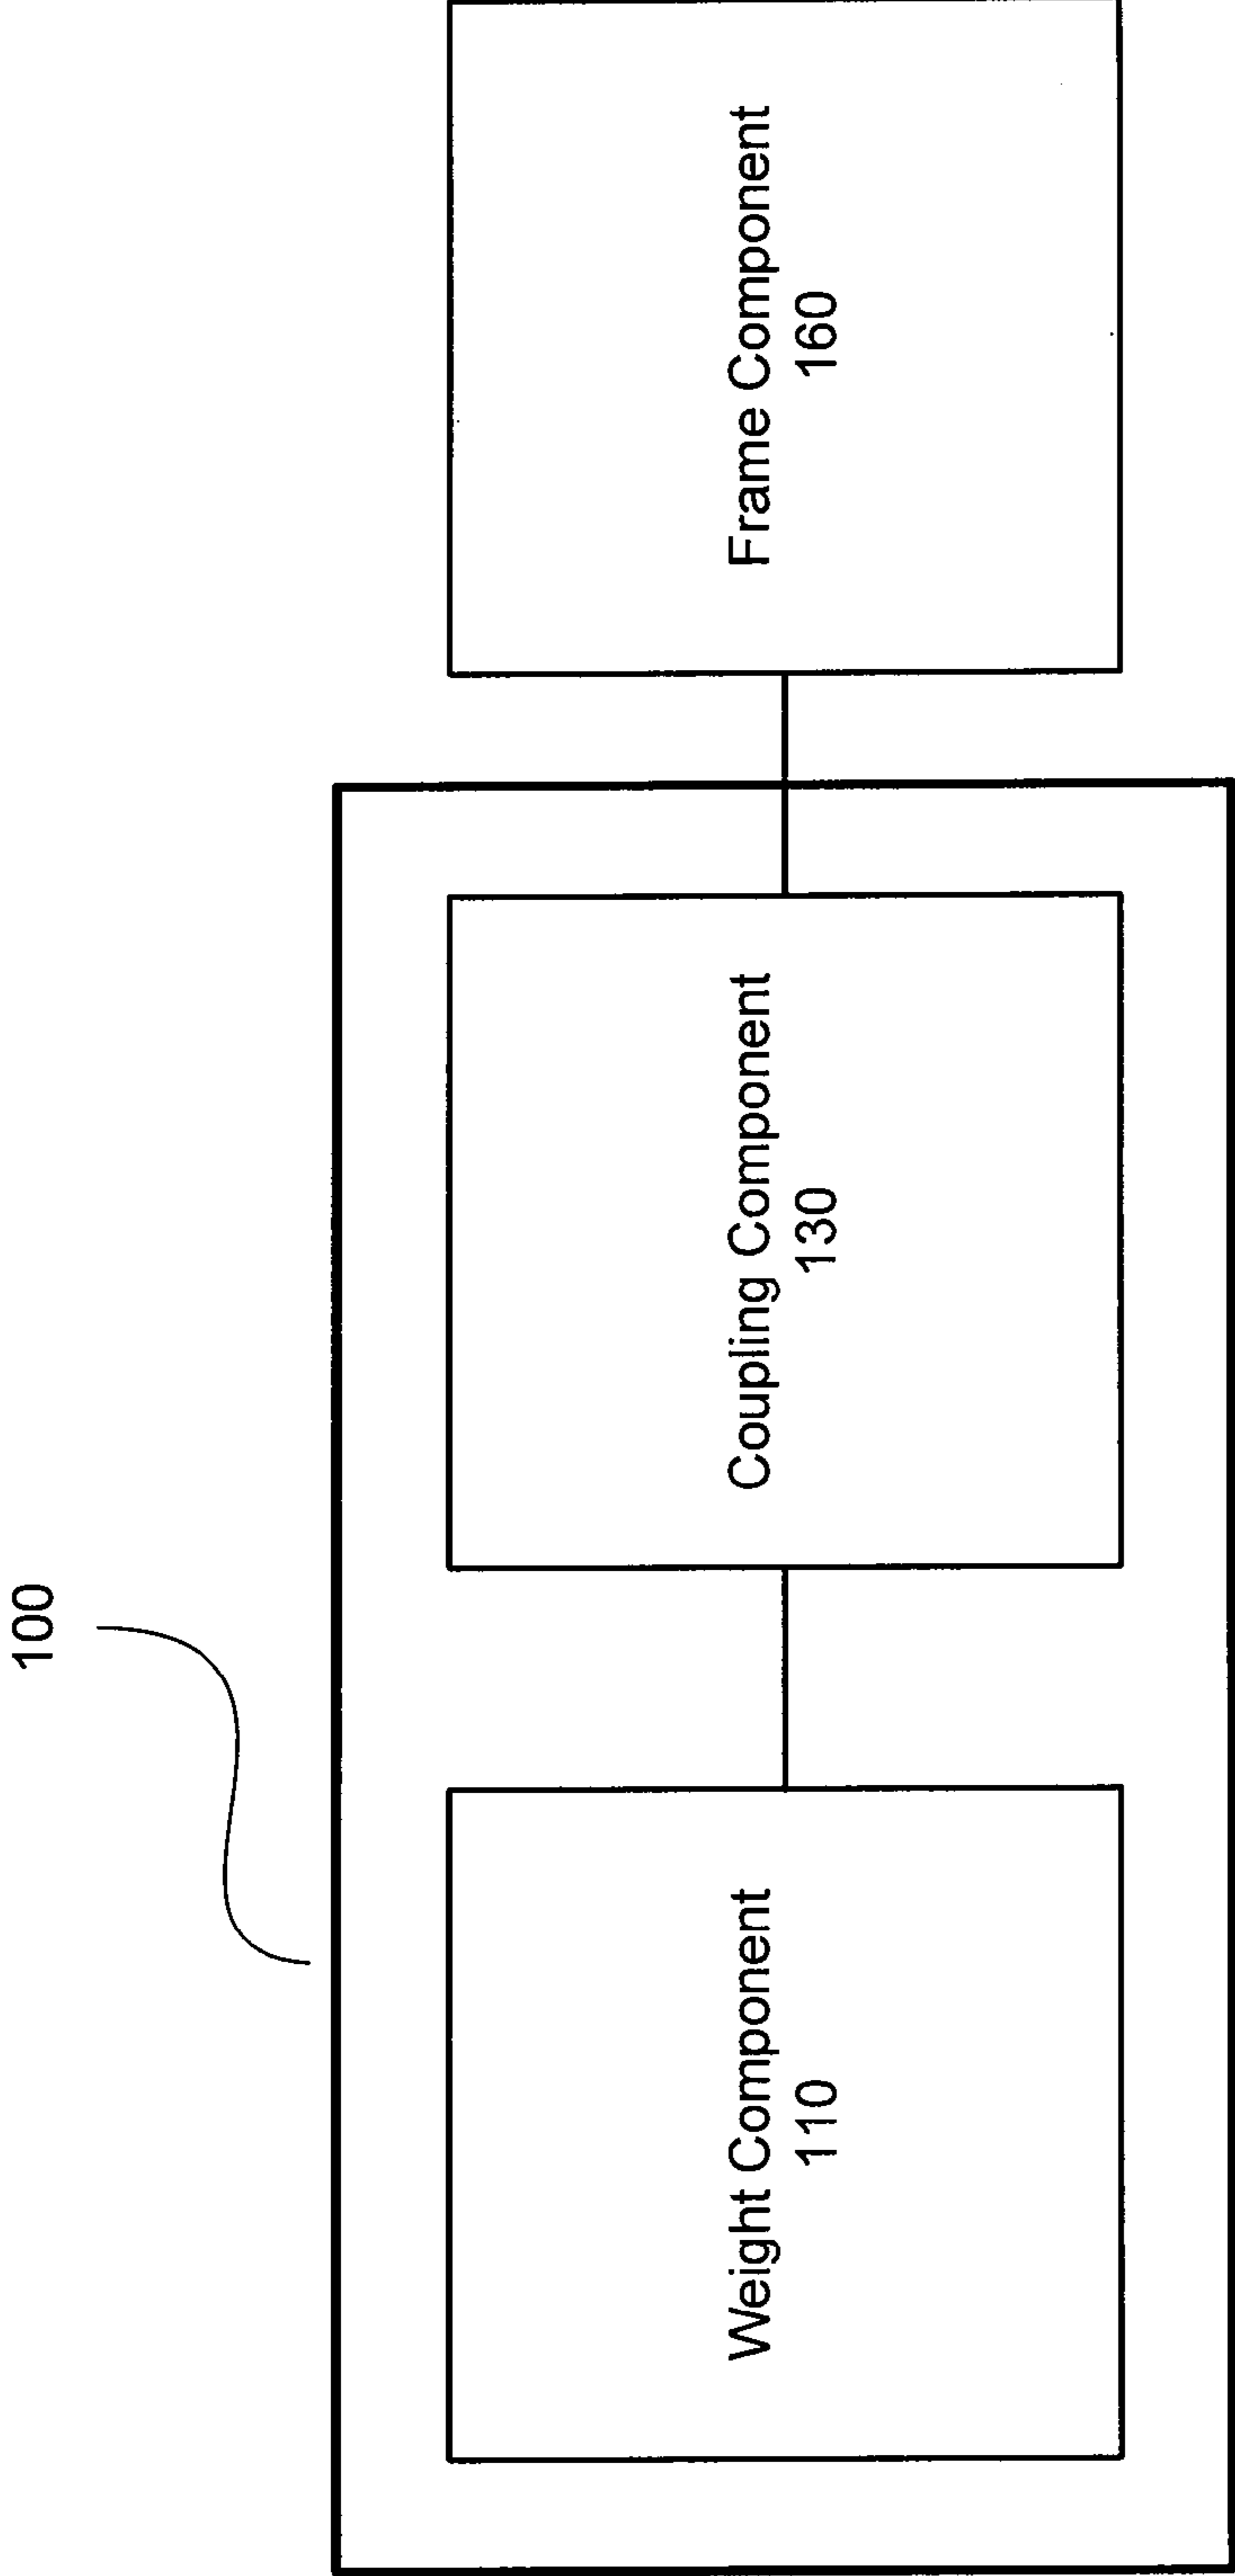 100
Weight Component
110
Coupling Component
130
Frame Component
160